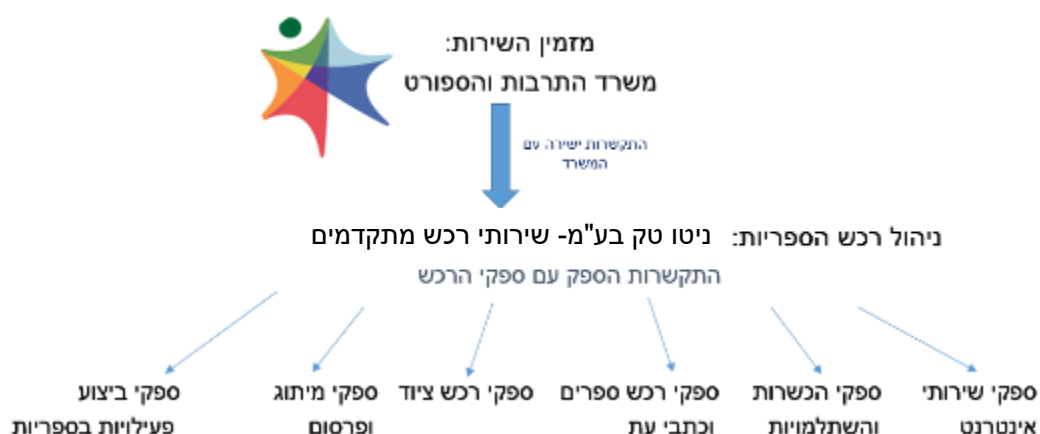 מזמין השירות:
משרד התרבות והספורט
התקשרות ישירה עם
המשרד
ניהול רכש הספריות: ניטו טק בע"מ- שירותי רכש מתקדמים
התקשרות הספק עם ספקי הרכש
ספקי שירותי
אינטרנט
ספקי הכשרות
והשתלמויות
ספקי רכש ספרים
וכתבי עת
ספקי רכש ציוד
ספקי מיתוג
ופרסום
ספקי ביצוע
פעילויות בספריות